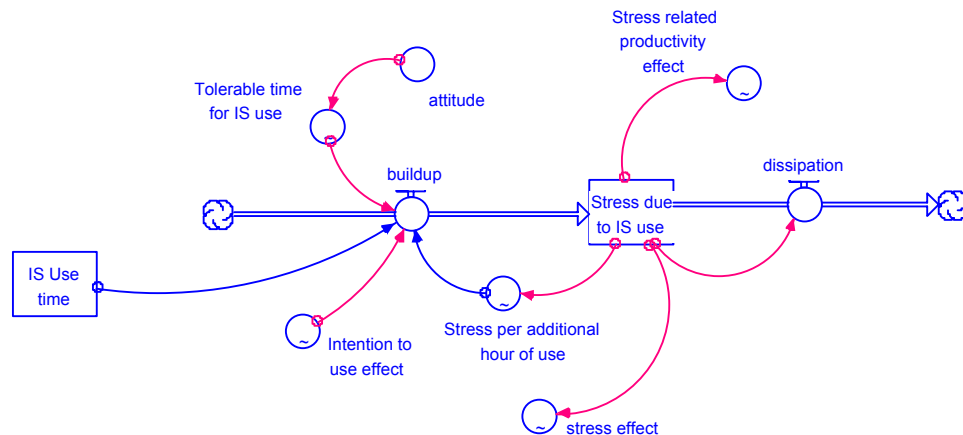 Stress related
productivity
effect
Tolerable time
for IS use
attitude
buildup
dissipation
Stress due
to IS use
IS Use
time
~
~
~
~
Intention to
use effect
Stress per additional
hour of use
stress effect